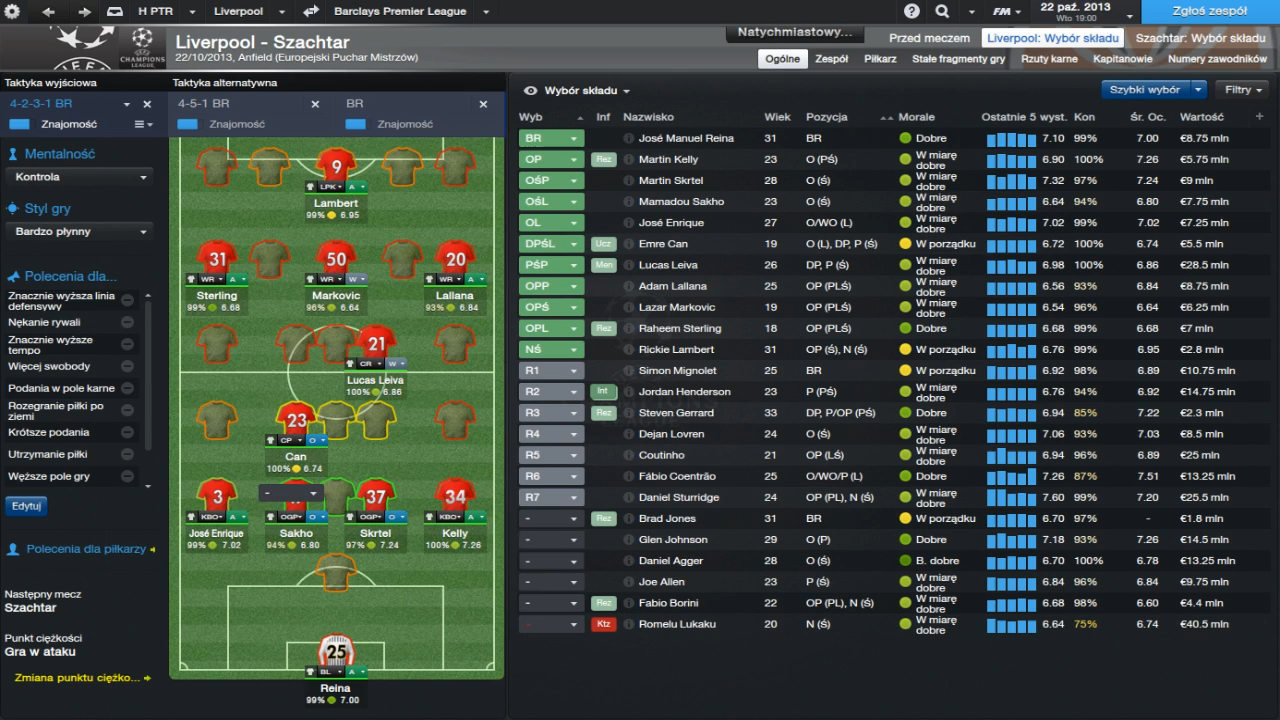 H PTR Liverpool Barclays Premier League FM 22 paź. 2013 Wto 19:00 Zgłoś zespół
UEFA CHAMPIONS LEAGUE
Liverpool - Szachtar
22/10/2013, Anfield (Europejski Puchar Mistrzów)
Natychmiastowy... Przed meczem Liverpool: Wybór składu Szachtar: Wybór składu
Ogólne Zespół Piłkarz Stałe fragmenty gry Rzuty karne Kapitanowie Numery zawodników
Taktyka wyjściowa Taktyka alternatywna
4-2-3-1 BR 4-5-1 BR BR
Znajomość Znajomość Znajomość
Mentalność
Kontrola
Styl gry
Bardzo płynny
Polecenia dla...
Znacznie wyższa linia defensywy
Nękanie rywali
Znacznie wyższe tempo
Więcej swobody
Podania w pole karne
Rozegranie piłki po ziemi
Krótsze podania
Utrzymanie piłki
Węższe pole gry
Edytuj
Polecenia dla piłkarzy
Następny mecz
Szachtar
Punkt ciężkości
Gra w ataku
Zmiana punktu ciężko...
9
LPK A
Lambert
99% 6.95
31 50 20
WR A WR W WR A
Sterling Markovic Lallana
99% 6.68 96% 6.64 93% 6.84
21
CR W
Lucas Leiva
100% 6.86
23
CP O
Can
100% 6.74
3 - 37 34
KBO A OGP O OGP O KBO A
José Enrique Sakho Skrtel Kelly
99% 7.02 94% 6.80 97% 7.24 100% 7.26
25
BL A
Reina
99% 7.00
Wybór składu Szybki wybór Filtry
Wyb Inf Nazwisko Wiek Pozycja Morale Ostatnie 5 wyst. Kon Śr. Oc. Wartość +
BR José Manuel Reina 31 BR Dobre 7.10 99% 7.00 €8.75 mln
OP Rez Martin Kelly 23 O (PŚ) W miarę dobre 6.90 100% 7.26 €5.75 mln
OŚP Martin Skrtel 28 O (Ś) W miarę dobre 7.32 97% 7.24 €9 mln
OŚL Mamadou Sakho 23 O (Ś) W miarę dobre 6.64 94% 6.80 €7.75 mln
OL José Enrique 27 O/WO (L) W miarę dobre 7.02 99% 7.02 €7.25 mln
DPŚL Ucz Emre Can 19 O (L), DP, P (Ś) W porządku 6.72 100% 6.74 €5.5 mln
PŚP Men Lucas Leiva 26 DP, P (Ś) W miarę dobre 6.98 100% 6.86 €28.5 mln
OPP Adam Lallana 25 OP (PLŚ) W miarę dobre 6.56 93% 6.84 €8.75 mln
OPŚ Lazar Markovic 19 OP (PLŚ) W miarę dobre 6.54 96% 6.64 €6.25 mln
OPL Rez Raheem Sterling 18 OP (PLŚ) Dobre 6.68 99% 6.68 €7 mln
NŚ Rickie Lambert 31 OP (Ś), N (Ś) W porządku 6.76 99% 6.95 €2.8 mln
R1 Simon Mignolet 25 BR W porządku 6.92 98% 6.89 €10.75 mln
R2 Int Jordan Henderson 23 P (PŚ) W miarę dobre 6.76 94% 6.92 €14.75 mln
R3 Rez Steven Gerrard 33 DP, P/OP (PŚ) Dobre 6.94 85% 7.22 €2.3 mln
R4 Dejan Lovren 24 O (Ś) W miarę dobre 7.06 93% 7.03 €8.5 mln
R5 Coutinho 21 OP (LŚ) W miarę dobre 6.94 96% 6.89 €25 mln
R6 Fábio Coentrão 25 O/WO/P (L) Dobre 7.26 87% 7.51 €13.25 mln
R7 Daniel Sturridge 24 OP (PL), N (Ś) W miarę dobre 7.60 99% 7.20 €25.5 mln
- Rez Brad Jones 31 BR W porządku 6.70 97% - €1.8 mln
- Glen Johnson 29 O (P) Dobre 7.18 93% 7.26 €14.5 mln
- Daniel Agger 28 O (Ś) B. dobre 6.70 100% 6.78 €13.25 mln
- Joe Allen 23 P (Ś) W miarę dobre 6.84 96% 6.84 €9.75 mln
- Rez Fabio Borini 22 OP (PL), N (Ś) W miarę dobre 6.68 98% 6.60 €4.4 mln
- Ktz Romelu Lukaku 20 N (Ś) W miarę dobre 6.64 75% 6.74 €40.5 mln